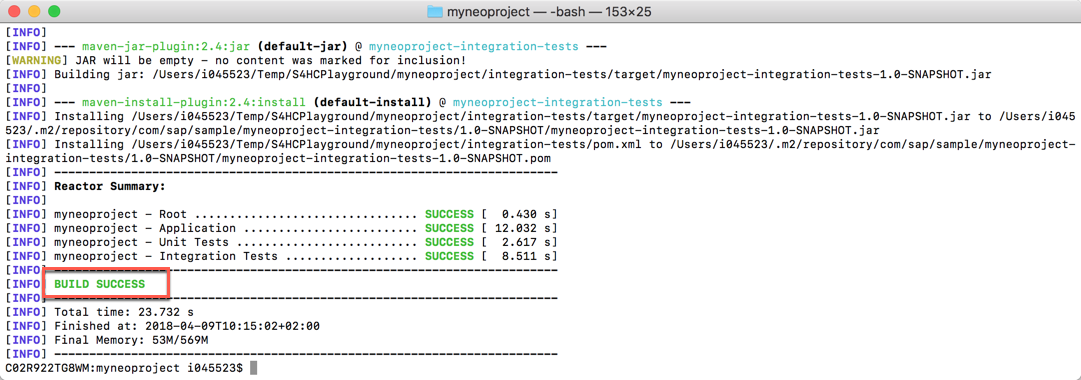 myneoproject — -bash — 153×25
[INFO]
[INFO] --- maven-jar-plugin:2.4:jar (default-jar) @ myneoproject-integration-tests ---
[WARNING] JAR will be empty - no content was marked for inclusion!
[INFO] Building jar: /Users/i045523/Temp/S4HCPlayground/myneoproject/integration-tests/target/myneoproject-integration-tests-1.0-SNAPSHOT.jar
[INFO]
[INFO] --- maven-install-plugin:2.4:install (default-install) @ myneoproject-integration-tests ---
[INFO] Installing /Users/i045523/Temp/S4HCPlayground/myneoproject/integration-tests/target/myneoproject-integration-tests-1.0-SNAPSHOT.jar to /Users/i045
523/.m2/repository/com/sap/sample/myneoproject-integration-tests/1.0-SNAPSHOT/myneoproject-integration-tests-1.0-SNAPSHOT.jar
[INFO] Installing /Users/i045523/Temp/S4HCPlayground/myneoproject/integration-tests/pom.xml to /Users/i045523/.m2/repository/com/sap/sample/myneoproject-
integration-tests/1.0-SNAPSHOT/myneoproject-integration-tests-1.0-SNAPSHOT.pom
[INFO] ------------------------------------------------------------------------
[INFO] Reactor Summary:
[INFO]
[INFO] myneoproject - Root ................................ SUCCESS [  0.430 s]
[INFO] myneoproject - Application ......................... SUCCESS [ 12.032 s]
[INFO] myneoproject - Unit Tests .......................... SUCCESS [  2.617 s]
[INFO] myneoproject - Integration Tests ................... SUCCESS [  8.511 s]
[INFO] ------------------------------------------------------------------------
[INFO] BUILD SUCCESS
[INFO] ------------------------------------------------------------------------
[INFO] Total time: 23.732 s
[INFO] Finished at: 2018-04-09T10:15:02+02:00
[INFO] Final Memory: 53M/569M
[INFO] ------------------------------------------------------------------------
C02R922TG8WM:myneoproject i045523$